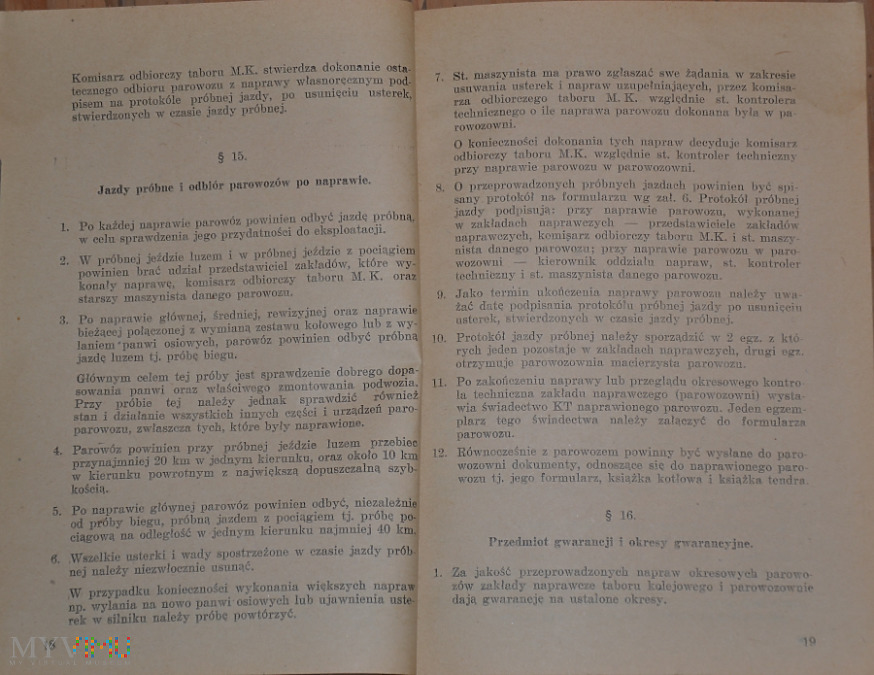 Komisarz odbiorczy taboru M.K. stwierdza dokonanie osta-
tecznego odbioru parowozu z naprawy własnoręcznym pod-
pisem na protokóle próbnej jazdy, po usunięciu usterek,
stwierdzonych w czasie jazdy próbnej.
§ 15.
Jazdy próbne i odbiór parowozów po naprawie.
1. Po każdej naprawie parowóz powinien odbyć jazdę próbną,
w celu sprawdzenia jego przydatności do eksploatacji.
2. W próbnej jeździe luzem i w próbnej jeździe z pociągiem
powinien brać udział przedstawiciel zakładów, które wy-
konały naprawę, komisarz odbiorczy taboru M. K. oraz
starszy maszynista danego parowozu.
3. Po naprawie głównej, średniej, rewizyjnej oraz naprawie
bieżącej połączonej z wymianą zestawu kołowego lub z wy-
laniem panwi osiowych, parowóz powinien odbyć próbną
jazdę luzem tj. próbę biegu.
Głównym celem tej próby jest sprawdzenie dobrego dopa-
sowania panwi oraz właściwego zmontowania podwozia.
Przy próbie tej należy jednak sprawdzić również
stan i działanie wszystkich innych części i urządzeń paro-
parowozu, zwłaszcza tych, które były naprawione.
4. Parowóz powinien przy próbnej jeździe luzem przebiec
przynajmniej 20 km w jednym kierunku, oraz około 10 km
w kierunku powrotnym z największą dopuszczalną szyb-
kością.
5. Po naprawie głównej parowóz powinien odbyć, niezależnie
od próby biegu, próbną jazdem z pociągiem tj. próbę po-
ciągową na odległość w jednym kierunku najmniej 40 km.
6. Wszelkie usterki i wady spostrzeżone w czasie jazdy prób-
nej należy niezwłocznie usunąć.
W przypadku konieczności wykonania większych napraw
np. wylania na nowo panwi osiowych lub ujawnienia uste-
rek w silniku należy próbę powtórzyć.
7. St. maszynista ma prawo zgłaszać swe żądania w zakresie
usuwania usterek i napraw uzupełniających, przez komisa-
rza odbiorczego taboru M. K. względnie st. kontrolera
technicznego o ile naprawa parowozu dokonana była w pa-
rowozowni.
O konieczności dokonania tych napraw decyduje komisarz
odbiorczy taboru M.K. względnie st. kontroler techniczny
przy naprawie parowozu w parowozowni.
8. O przeprowadzonych próbnych jazdach powinien być spi-
sany protokół na formularzu wg zał. 6. Protokół próbnej
jazdy podpisują: przy naprawie parowozu, wykonanej
w zakładach naprawczych — przedstawiciele zakładów
naprawczych, komisarz odbiorczy taboru M.K. i st. maszy-
nista danego parowozu; przy naprawie parowozu w paro-
wozowni — kierownik oddziału napraw, st. kontroler
techniczny i st. maszynista danego parowozu.
9. Jako termin ukończenia naprawy parowozu należy uwa-
żać datę podpisania protokółu próbnej jazdy po usunięciu
usterek, stwierdzonych w czasie jazdy próbnej.
10. Protokół jazdy próbnej należy sporządzić w 2 egz. z któ-
rych jeden pozostaje w zakładach naprawczych, drugi egz.
otrzymuje parowozownia macierzysta parowozu.
11. Po zakończeniu naprawy lub przeglądu okresowego kontro-
la techniczna zakładu naprawczego (parowozowni) wysta-
wia świadectwo KT naprawionego parowozu. Jeden egzem-
plarz tego świadectwa należy załączyć do formularza
parowozu.
12. Równocześnie z parowozem powinny być wysłane do paro-
wozowni dokumenty, odnoszące się do naprawionego paro-
wozu tj. jego formularz, książka kotłowa i książka tendra.
§ 16.
Przedmiot gwarancji i okresy gwarancyjne.
1. Za jakość przeprowadzonych napraw okresowych parowo-
zów zakłady naprawcze taboru kolejowego i parowozownie
dają gwarancję na ustalone okresy.
19